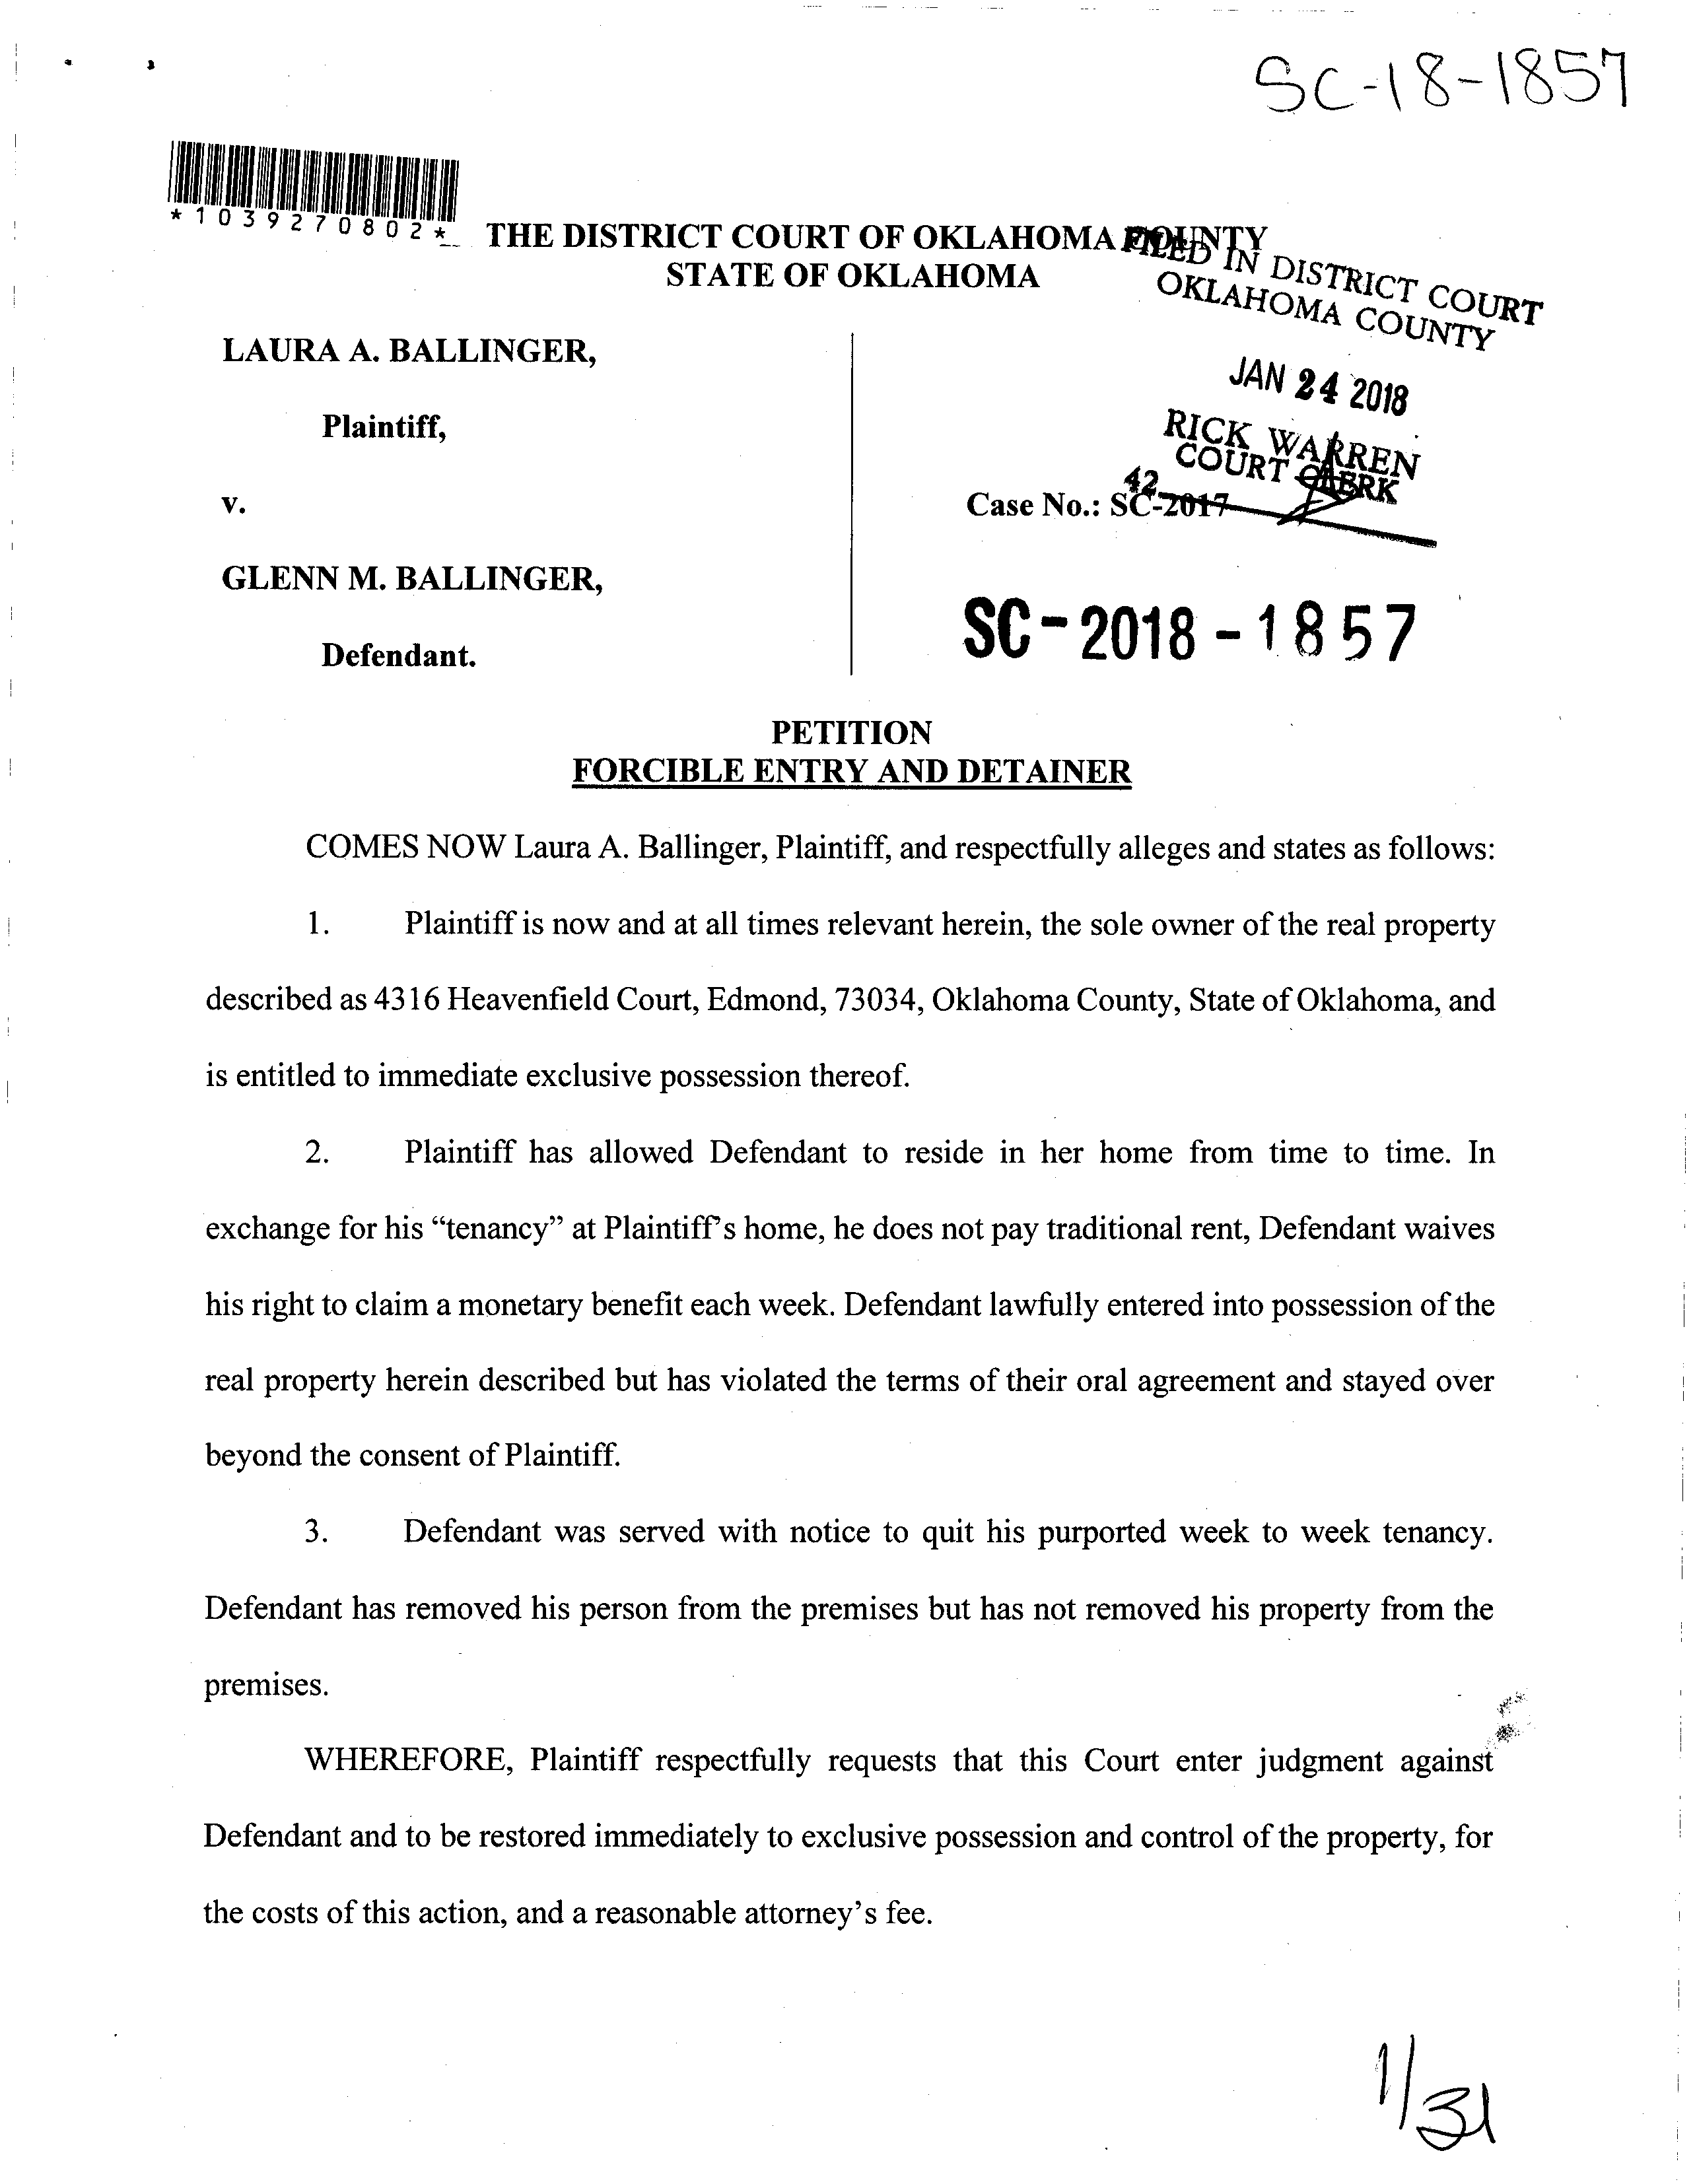 SC-18-1857
*1039270802*
THE DISTRICT COURT OF OKLAHOMA COUNTY
STATE OF OKLAHOMA
FILED IN DISTRICT COURT
OKLAHOMA COUNTY
JAN 24 2018
RICK WARREN
COURT CLERK
42
LAURA A. BALLINGER,
Plaintiff,
v.
Case No.: SC-2017-
GLENN M. BALLINGER,
SC-2018-1857
Defendant.
PETITION
FORCIBLE ENTRY AND DETAINER
COMES NOW Laura A. Ballinger, Plaintiff, and respectfully alleges and states as follows:
1. Plaintiff is now and at all times relevant herein, the sole owner of the real property
described as 4316 Heavenfield Court, Edmond, 73034, Oklahoma County, State of Oklahoma, and
is entitled to immediate exclusive possession thereof.
2. Plaintiff has allowed Defendant to reside in her home from time to time. In
exchange for his “tenancy” at Plaintiff’s home, he does not pay traditional rent, Defendant waives
his right to claim a monetary benefit each week. Defendant lawfully entered into possession of the
real property herein described but has violated the terms of their oral agreement and stayed over
beyond the consent of Plaintiff.
3. Defendant was served with notice to quit his purported week to week tenancy.
Defendant has removed his person from the premises but has not removed his property from the
premises.
WHEREFORE, Plaintiff respectfully requests that this Court enter judgment against
Defendant and to be restored immediately to exclusive possession and control of the property, for
the costs of this action, and a reasonable attorney’s fee.
1/31